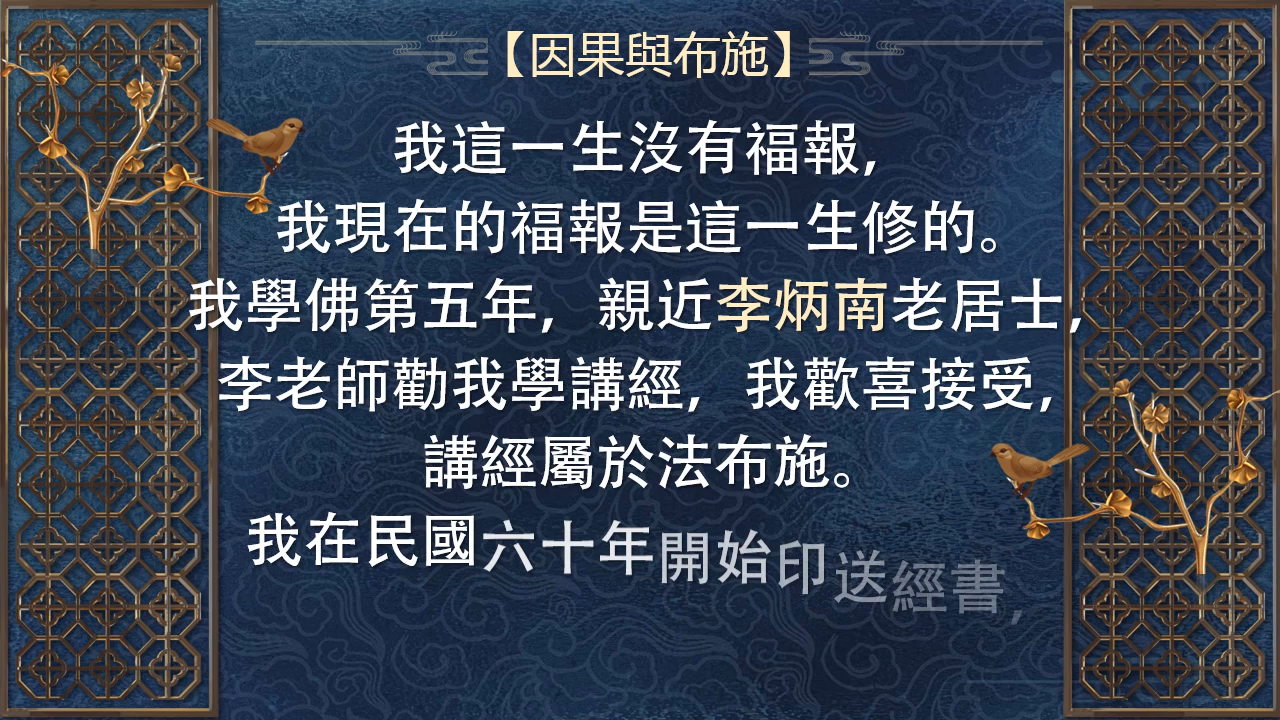 【因果與布施】
我這一生沒有福報,
我現在的福報是這一生修的。
我學佛第五年, 親近李炳南老居士,
李老師勸我學講經, 我歡喜接受,
講經屬於法布施。
我在民國六十年開始印送經書,